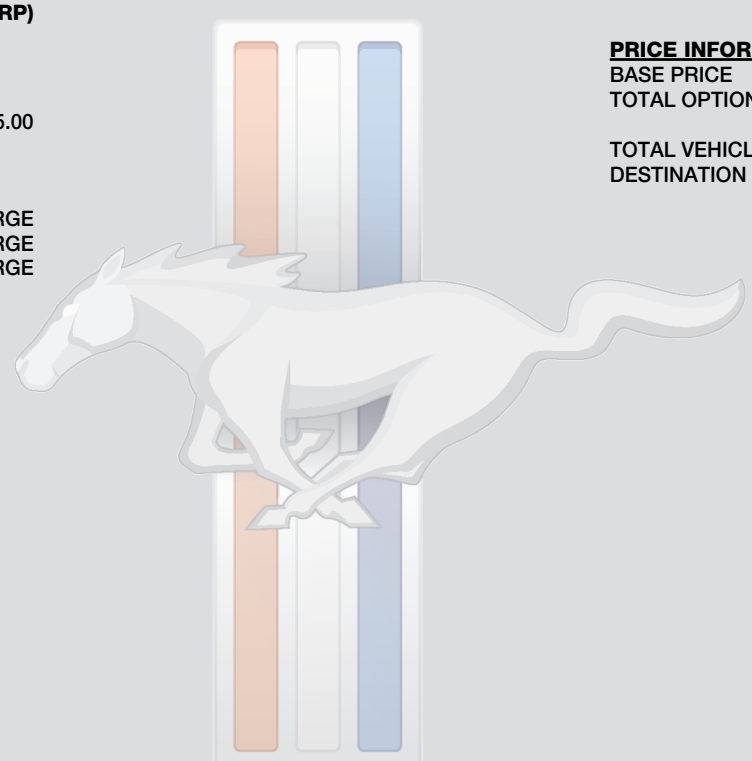 RP)
5.00
RGE
RGE
RGE
PRICE INFOR
BASE PRICE
TOTAL OPTION
TOTAL VEHICL
DESTINATION